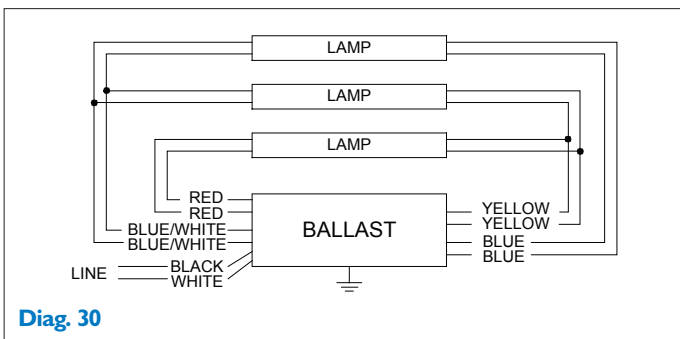 LAMP
LAMP
LAMP
RED
RED
BLUE/WHITE
BLUE/WHITE
LINE
BLACK
WHITE
BALLAST
YELLOW
YELLOW
BLUE
BLUE
Diag. 30